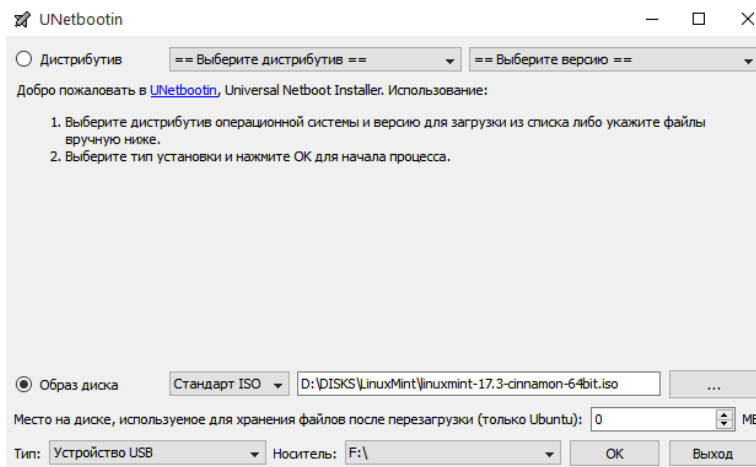 UNetbootin
Дистрибутив == Выберите дистрибутив == == Выберите версию ==
Добро пожаловать в UNetbootin, Universal Netboot Installer. Использование:
1. Выберите дистрибутив операционной системы и версию для загрузки из списка либо укажите файлы
вручную ниже.
2. Выберите тип установки и нажмите OK для начала процесса.
Образ диска Стандарт ISO D:\DISKS\LinuxMint\linuxmint-17.3-cinnamon-64bit.iso ...
Место на диске, используемое для хранения файлов после перезагрузки (только Ubuntu): 0
Тип: Устройство USB Носитель: F:\ OK Выход